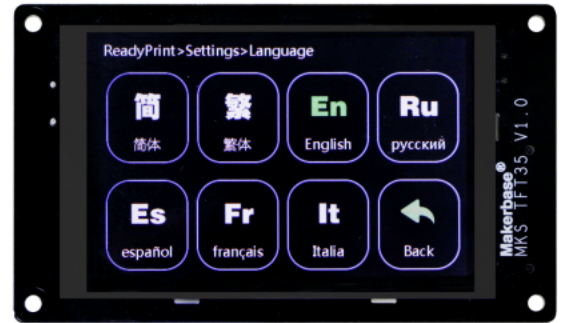 ReadyPrint>Settings>Language
简 繁 En Ru
简体 繁体 English русский
Es Fr It
español français Italia Back
Makerbase®
MKS TFT35 V1.0